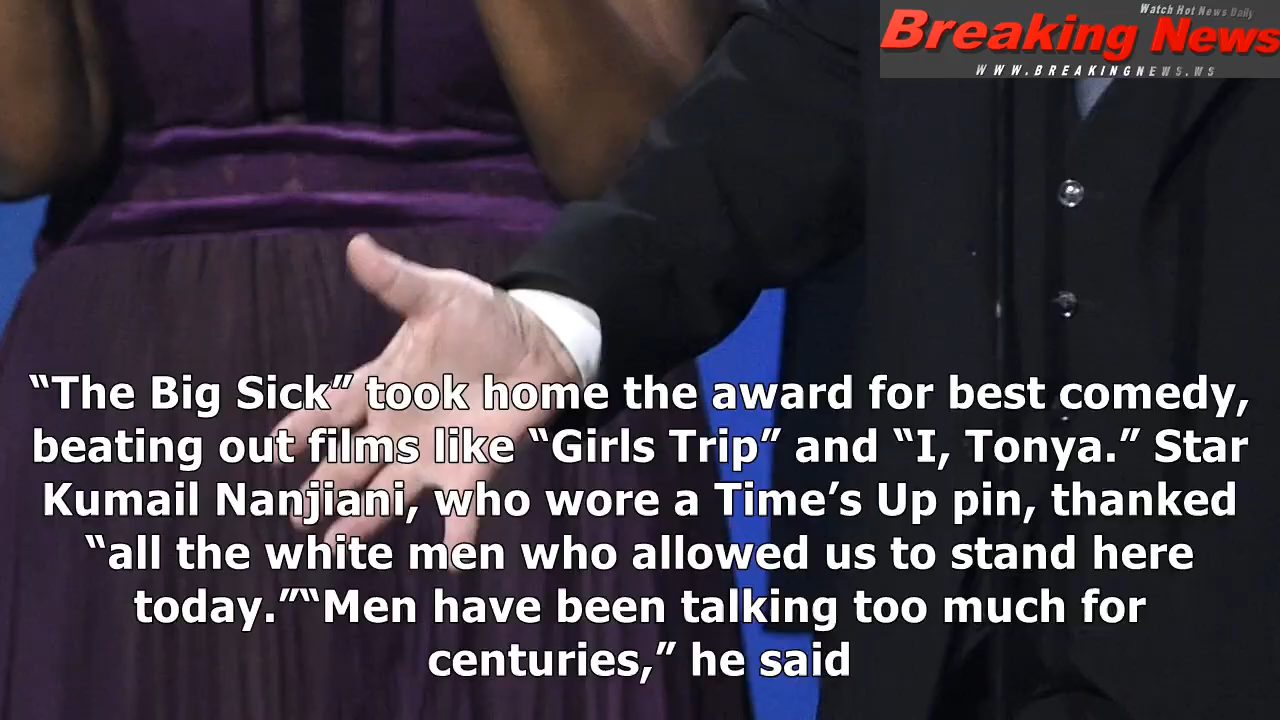 Watch Hot News Daily
Breaking News
WWW.BREAKINGNEWS.WS
“The Big Sick” took home the award for best comedy,
beating out films like “Girls Trip” and “I, Tonya.” Star
Kumail Nanjiani, who wore a Time’s Up pin, thanked
“all the white men who allowed us to stand here
today.”“Men have been talking too much for
centuries,” he said